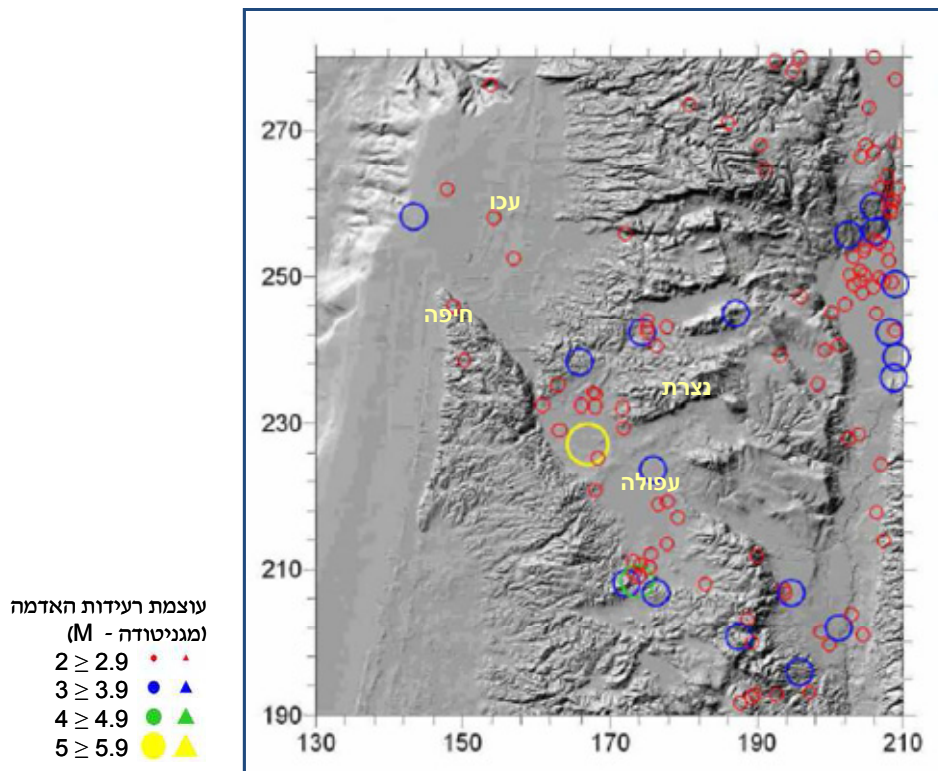 270
250
230
210
190
130
150
170
190
210
עכו
חיפה
נצרת
עפולה
עוצמת רעידות האדמה
(מגניטודה - M)
2 ≥ 2.9
3 ≥ 3.9
4 ≥ 4.9
5 ≥ 5.9